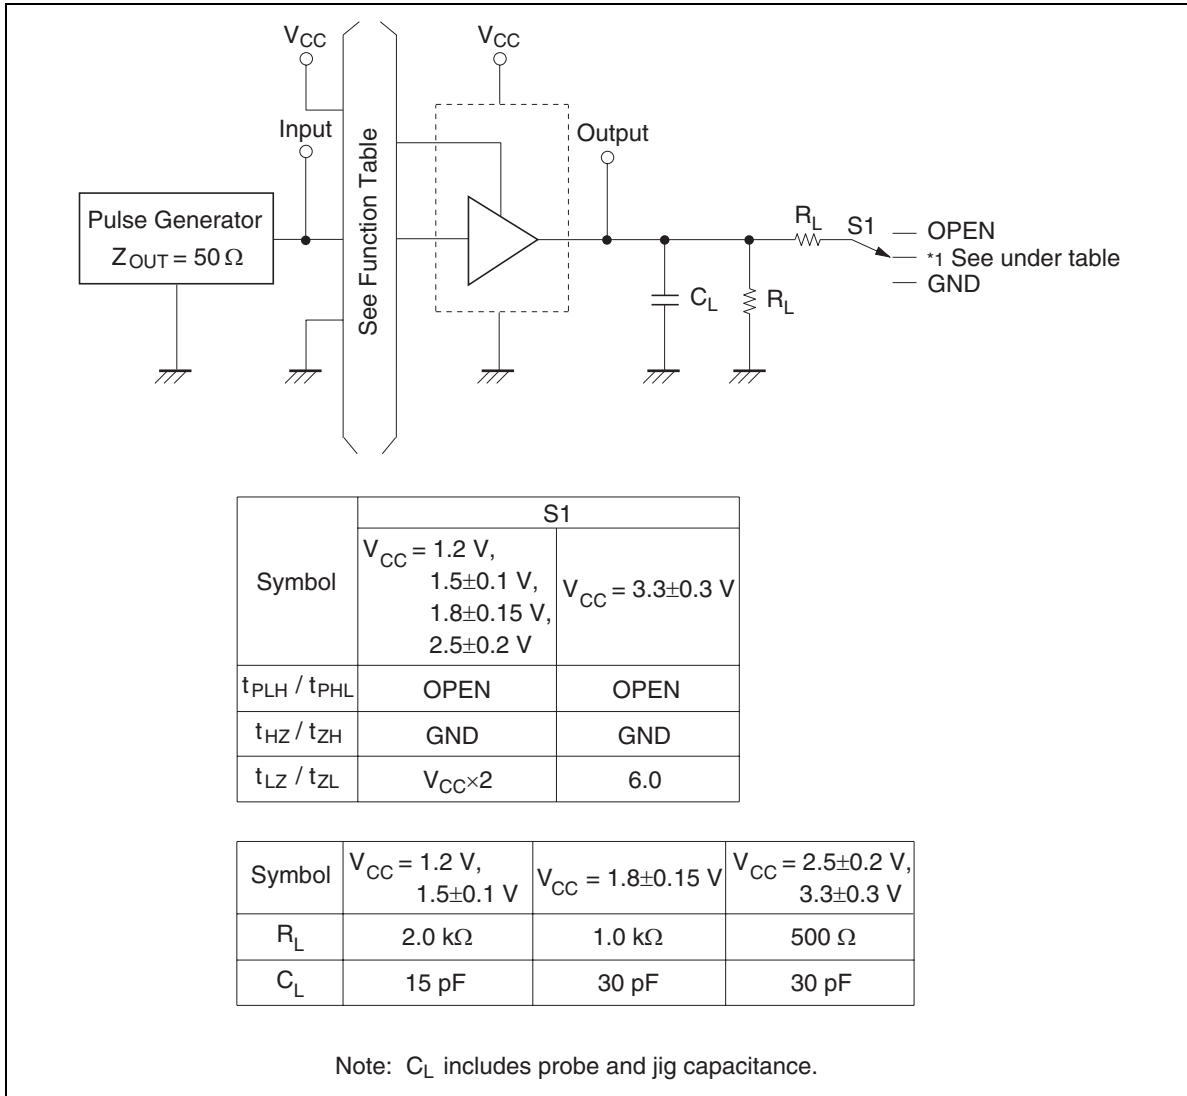 VCC
VCC
Input
Output
See Function Table
Pulse Generator
ZOUT = 50 Ω
RL
S1
OPEN
*1 See under table
GND
CL
RL
Symbol
S1
VCC = 1.2 V,
1.5±0.1 V,
1.8±0.15 V,
2.5±0.2 V
VCC = 3.3±0.3 V
tPLH / tPHL
OPEN
OPEN
tHZ / tZH
GND
GND
tLZ / tZL
VCC×2
6.0
Symbol
VCC = 1.2 V,
1.5±0.1 V
VCC = 1.8±0.15 V
VCC = 2.5±0.2 V,
3.3±0.3 V
RL
2.0 kΩ
1.0 kΩ
500 Ω
CL
15 pF
30 pF
30 pF
Note: CL includes probe and jig capacitance.